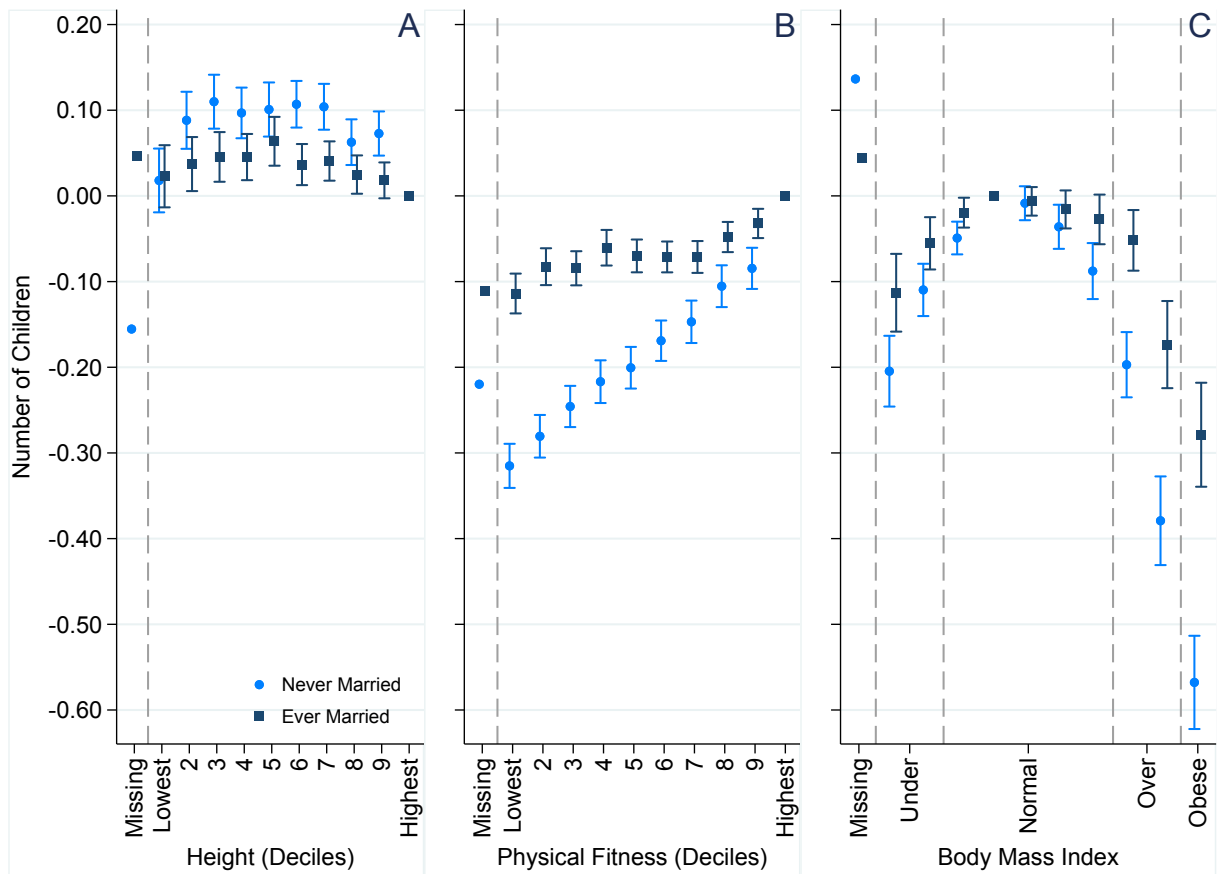 A
B
C
Number of Children
0.20
0.10
0.00
-0.10
-0.20
-0.30
-0.40
-0.50
-0.60
Never Married
Ever Married
Missing
Lowest
2
3
4
5
6
7
8
9
Highest
Height (Deciles)
Missing
Lowest
2
3
4
5
6
7
8
9
Highest
Physical Fitness (Deciles)
Missing
Under
Normal
Over
Obese
Body Mass Index